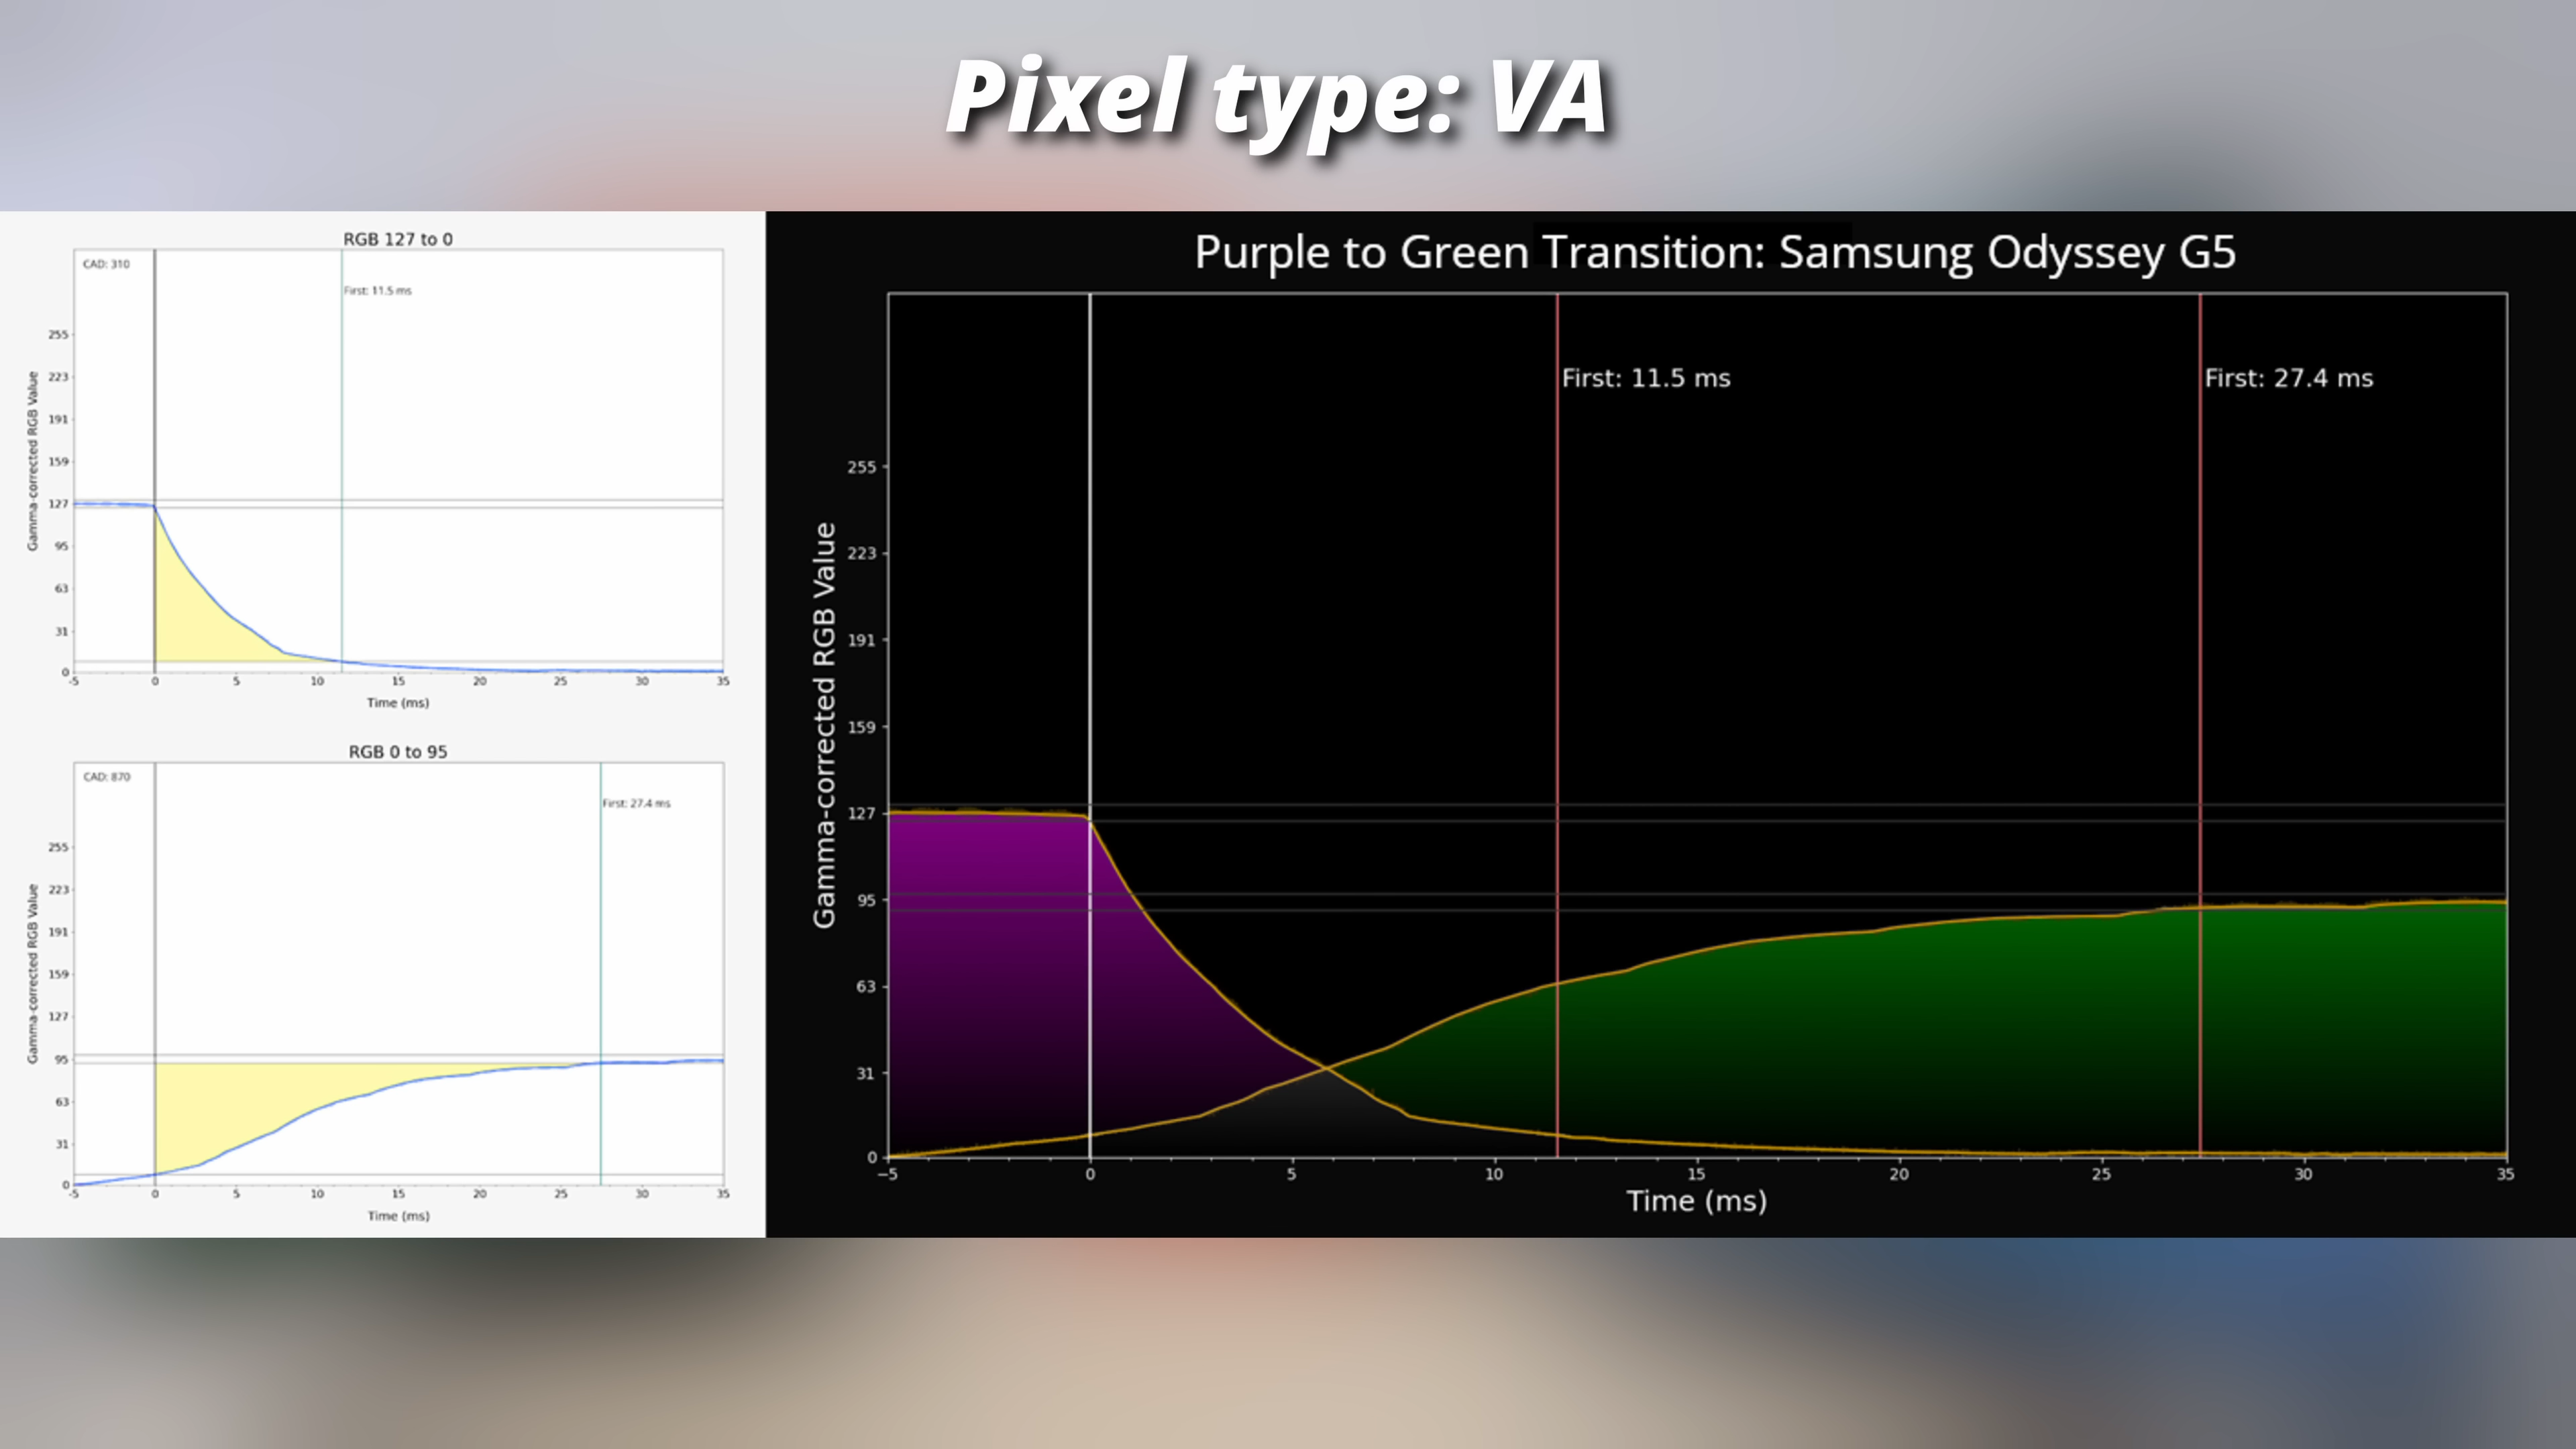 Pixel type: VA
RGB 127 to 0
CAD: 310
First: 11.5 ms
Gamma-corrected RGB Value
255
223
191
159
127
95
63
31
0
-5 0 5 10 15 20 25 30 35
Time (ms)
RGB 0 to 95
CAD: 870
First: 27.4 ms
Gamma-corrected RGB Value
255
223
191
159
127
95
63
31
0
-5 0 5 10 15 20 25 30 35
Time (ms)
Purple to Green Transition: Samsung Odyssey G5
First: 11.5 ms
First: 27.4 ms
Gamma-corrected RGB Value
255
223
191
159
127
95
63
31
0
−5 0 5 10 15 20 25 30 35
Time (ms)